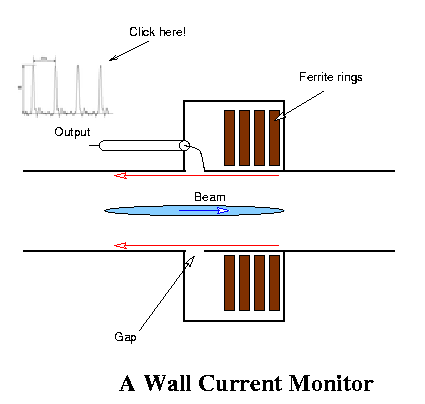 Click here!
Ferrite rings
Output
Beam
Gap
A Wall Current Monitor